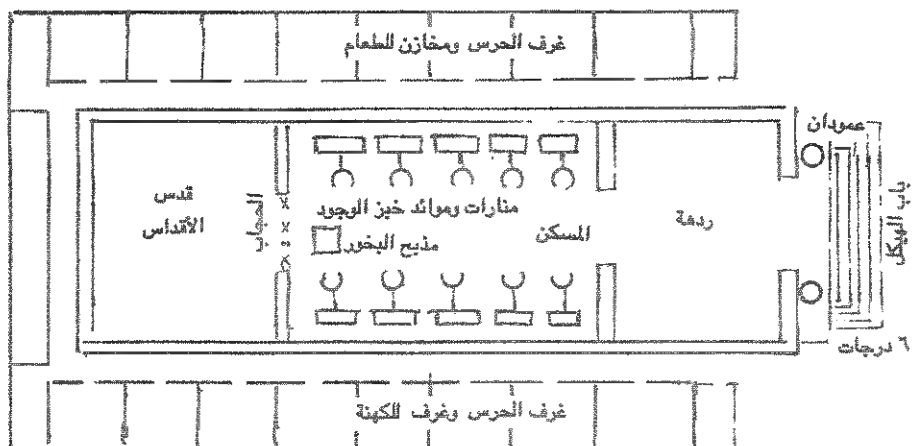 غرف الحرس ومخازن للطعام
عمودان
باب الهيكل
ردهة
منارات وموائد خبز الوجود
المسكن
مذبح البخور
الحجاب
قدس
الأقداس
٦ درجات
غرف الحرس وغرف للكهنة